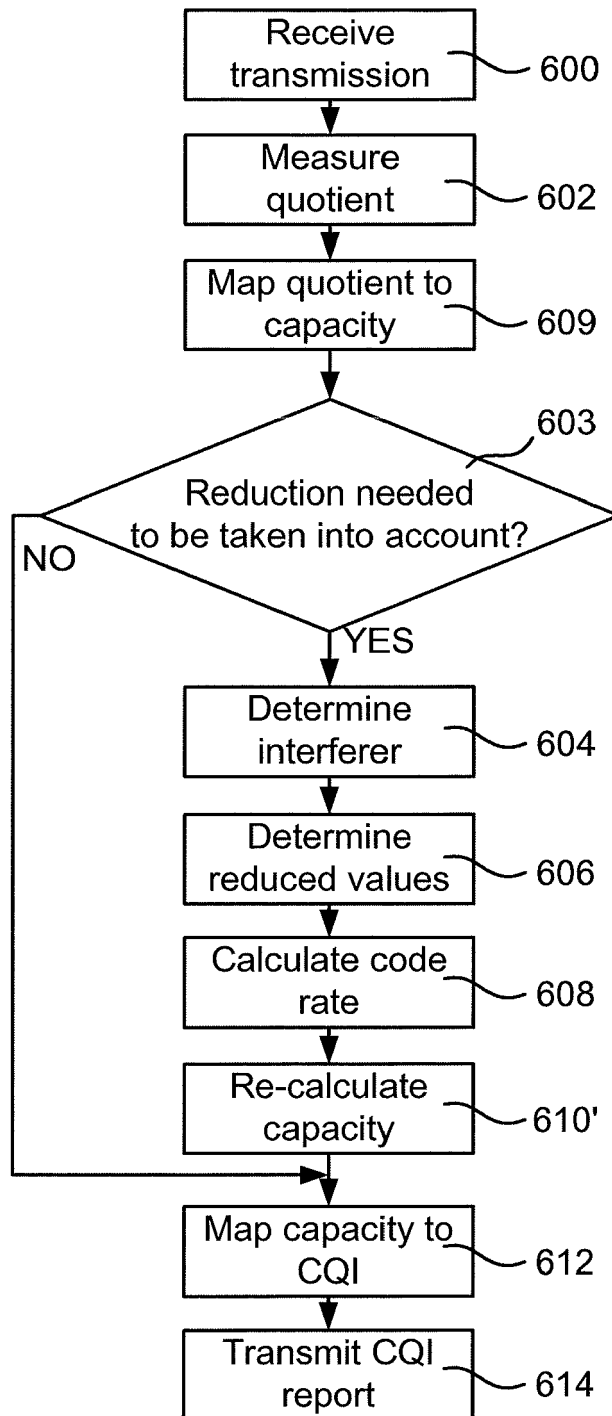 Receive
transmission
600
Measure
quotient
602
Map quotient to
capacity
609
603
Reduction needed
to be taken into account?
NO
YES
Determine
interferer
604
Determine
reduced values
606
Calculate code
rate
608
Re-calculate
capacity
610'
Map capacity to
CQI
612
Transmit CQI
report
614